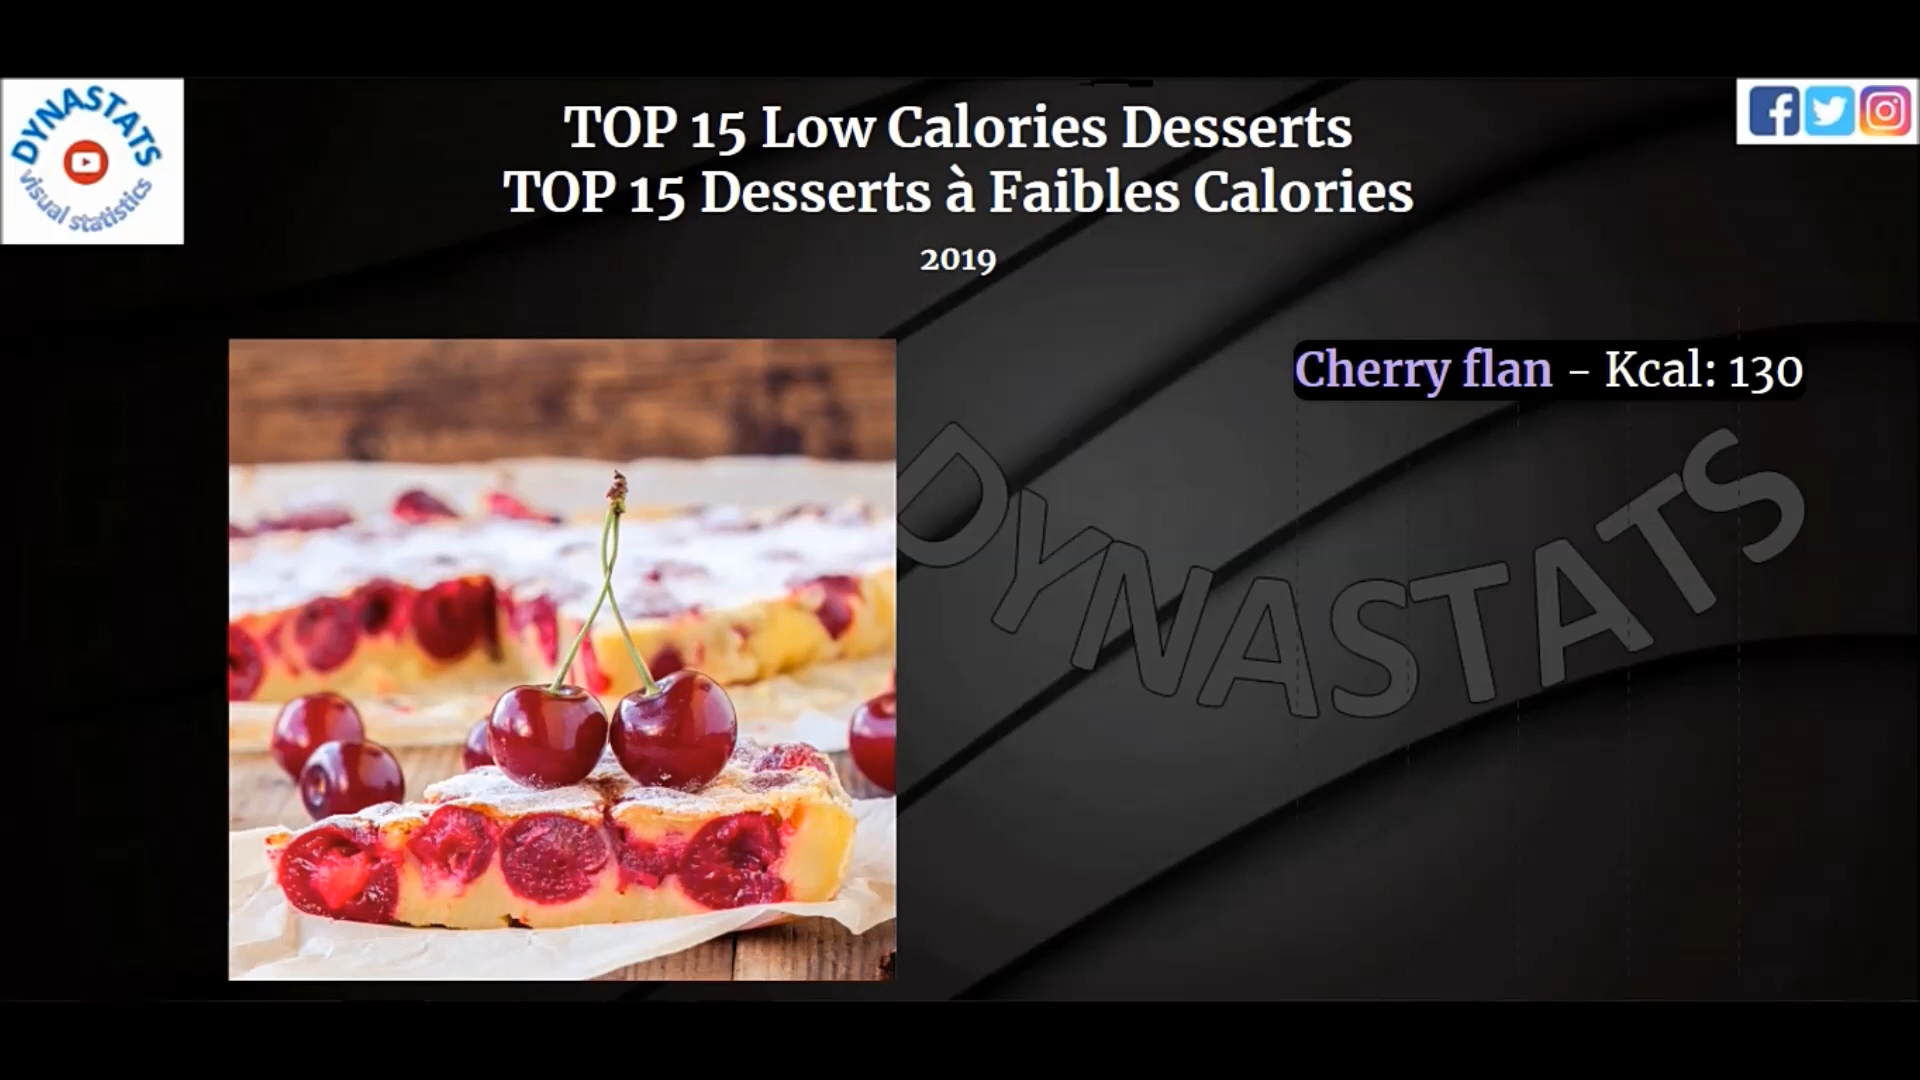 DYNASTATS
visual statistics
TOP 15 Low Calories Desserts
TOP 15 Desserts à Faibles Calories
2019
Cherry flan - Kcal: 130
DYNASTATS